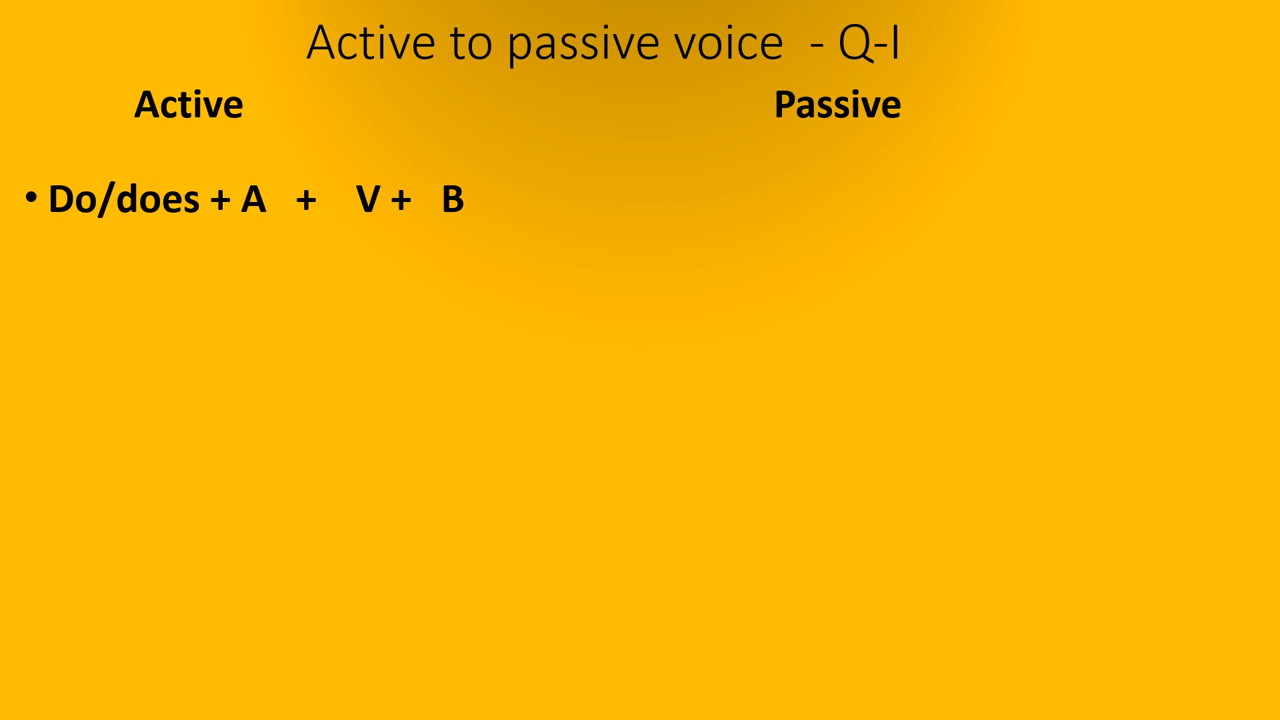 Active to passive voice - Q-I
Active Passive
• Do/does + A + V + B